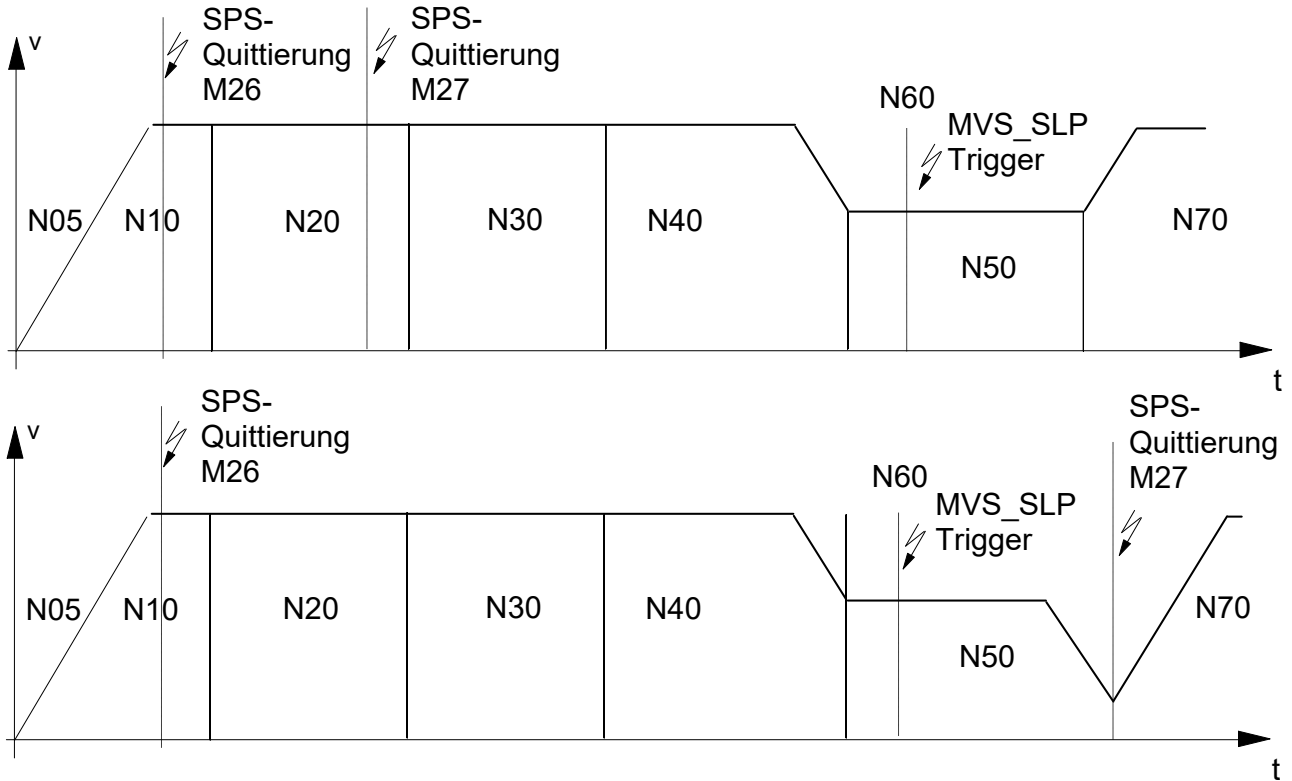 SPS-
Quittierung
M26
SPS-
Quittierung
M27
v
N60
MVS_SLP
Trigger
N05
N10
N20
N30
N40
N50
N70
t
SPS-
Quittierung
M26
SPS-
Quittierung
M27
v
N60
MVS_SLP
Trigger
N05
N10
N20
N30
N40
N50
N70
t